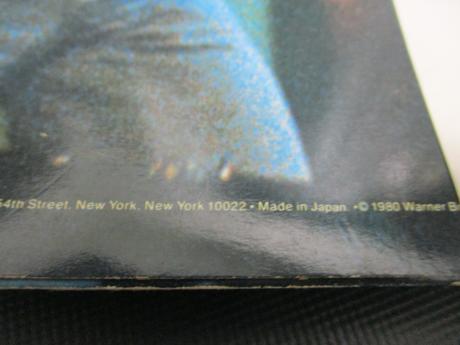 54th Street, New York, New York 10022 • Made in Japan. •© 1980 Warner B